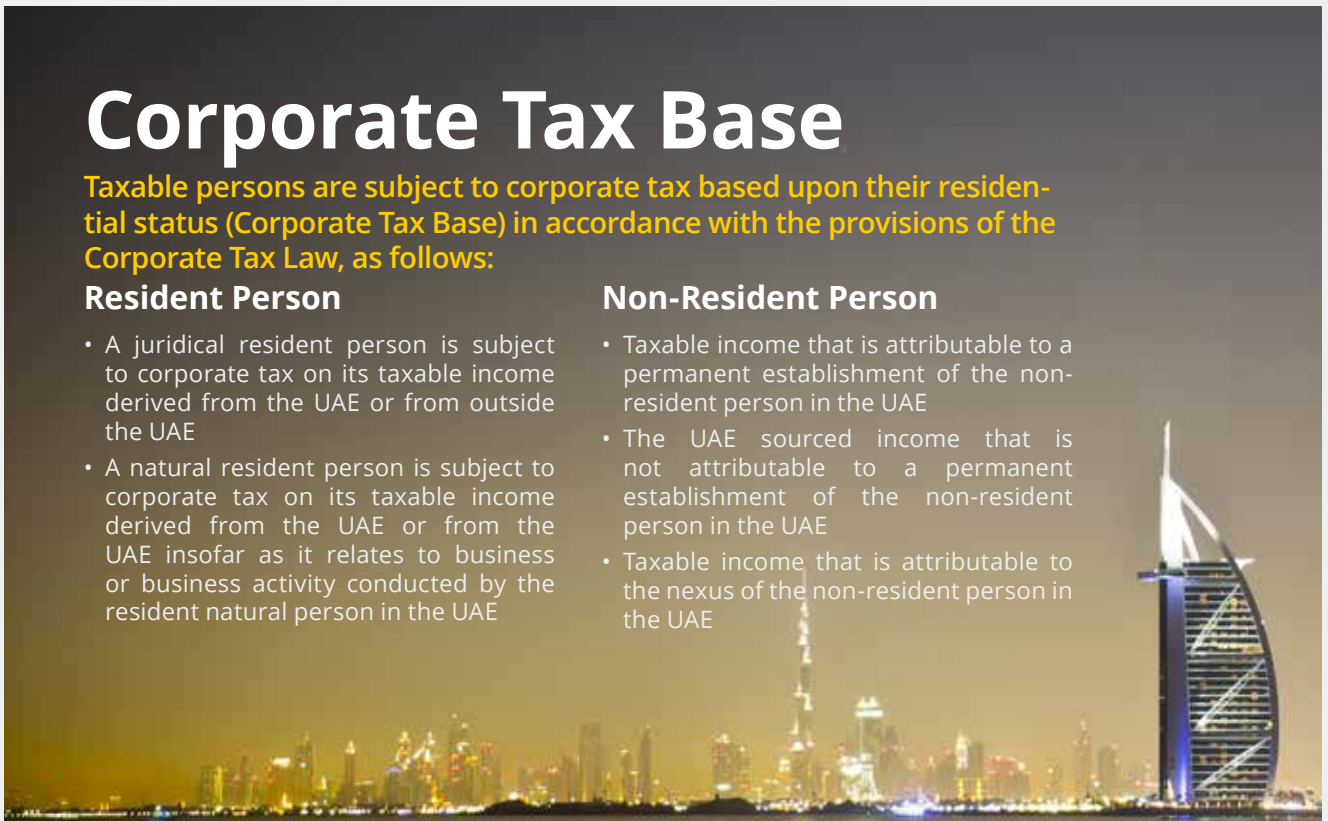 Corporate Tax Base
Taxable persons are subject to corporate tax based upon their residen-
tial status (Corporate Tax Base) in accordance with the provisions of the
Corporate Tax Law, as follows:
Resident Person
• A juridical resident person is subject
to corporate tax on its taxable income
derived from the UAE or from outside
the UAE
• A natural resident person is subject to
corporate tax on its taxable income
derived from the UAE or from the
UAE insofar as it relates to business
or business activity conducted by the
resident natural person in the UAE
Non-Resident Person
• Taxable income that is attributable to a
permanent establishment of the non-
resident person in the UAE
• The UAE sourced income that is
not attributable to a permanent
establishment of the non-resident
person in the UAE
• Taxable income that is attributable to
the nexus of the non-resident person in
the UAE